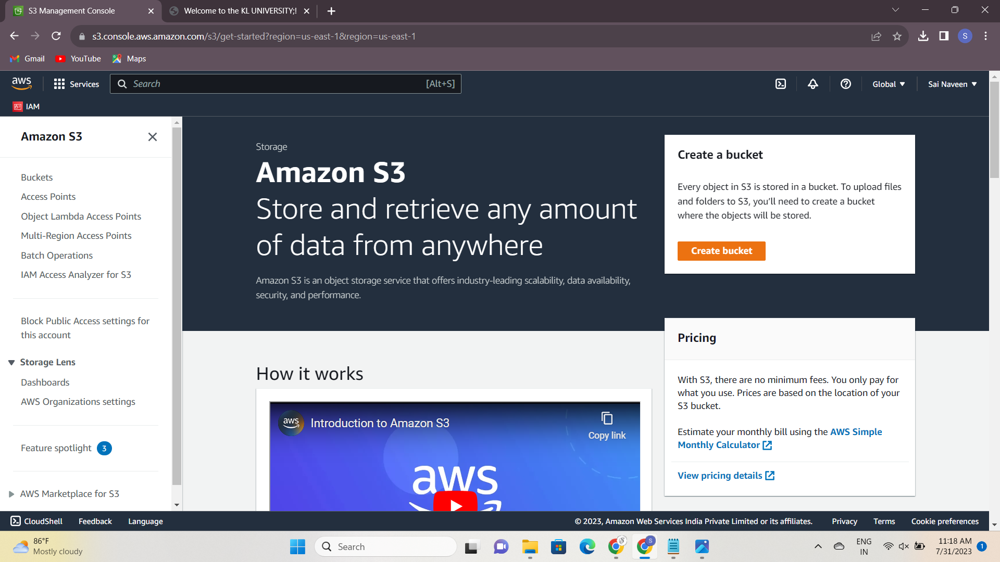 S3 Management Console
Welcome to the KL UNIVERSITY;!
s3.console.aws.amazon.com/s3/get-started?region=us-east-1&region=us-east-1
S
Gmail
YouTube
Maps
aws
Services
Search
[Alt+S]
Global
Sai Naveen
IAM
Amazon S3
Buckets
Access Points
Object Lambda Access Points
Multi-Region Access Points
Batch Operations
IAM Access Analyzer for S3
Block Public Access settings for
this account
Storage Lens
Dashboards
AWS Organizations settings
Feature spotlight 3
AWS Marketplace for S3
Storage
Amazon S3
Store and retrieve any amount
of data from anywhere
Amazon S3 is an object storage service that offers industry-leading scalability, data availability,
security, and performance.
Create a bucket
Every object in S3 is stored in a bucket. To upload files
and folders to S3, you’ll need to create a bucket
where the objects will be stored.
Create bucket
Pricing
With S3, there are no minimum fees. You only pay for
what you use. Prices are based on the location of your
S3 bucket.
Estimate your monthly bill using the AWS Simple
Monthly Calculator
View pricing details
How it works
aws
Introduction to Amazon S3
Copy link
aws
CloudShell
Feedback
Language
© 2023, Amazon Web Services India Private Limited or its affiliates.
Privacy
Terms
Cookie preferences
86°F
Mostly cloudy
Search
S
ENG
IN
11:18 AM
7/31/2023
1